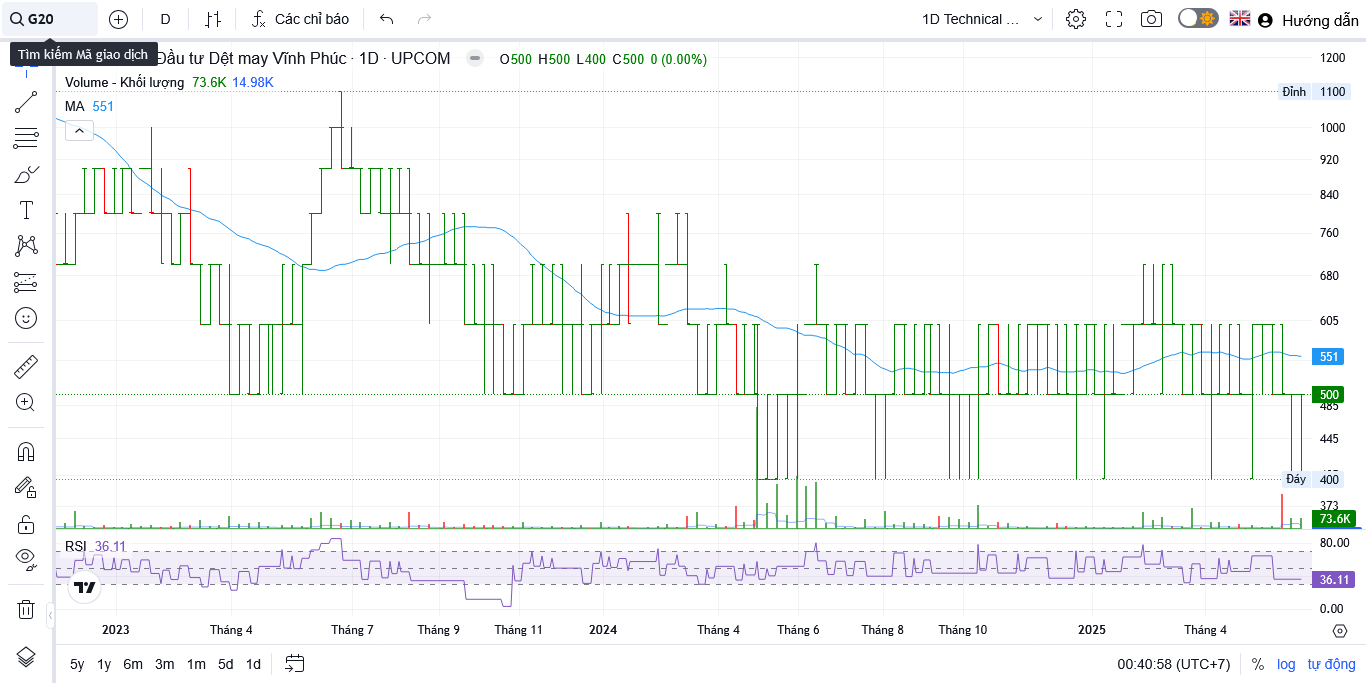 G20
D
Các chỉ báo
1D Technical ...
Hướng dẫn
Tìm kiếm Mã giao dịch
Đầu tư Dệt may Vĩnh Phúc · 1D · UPCOM
O500 H500 L400 C500 0 (0.00%)
Volume - Khối lượng 73.6K 14.98K
MA 551
1200
Đỉnh 1100
1000
920
840
760
680
605
551
500
485
445
Đáy 400
373
73.6K
RSI 36.11
80.00
36.11
0.00
2023 Tháng 4 Tháng 7 Tháng 9 Tháng 11 2024 Tháng 4 Tháng 6 Tháng 8 Tháng 10 2025 Tháng 4
5y 1y 6m 3m 1m 5d 1d
00:40:58 (UTC+7) % log tự động